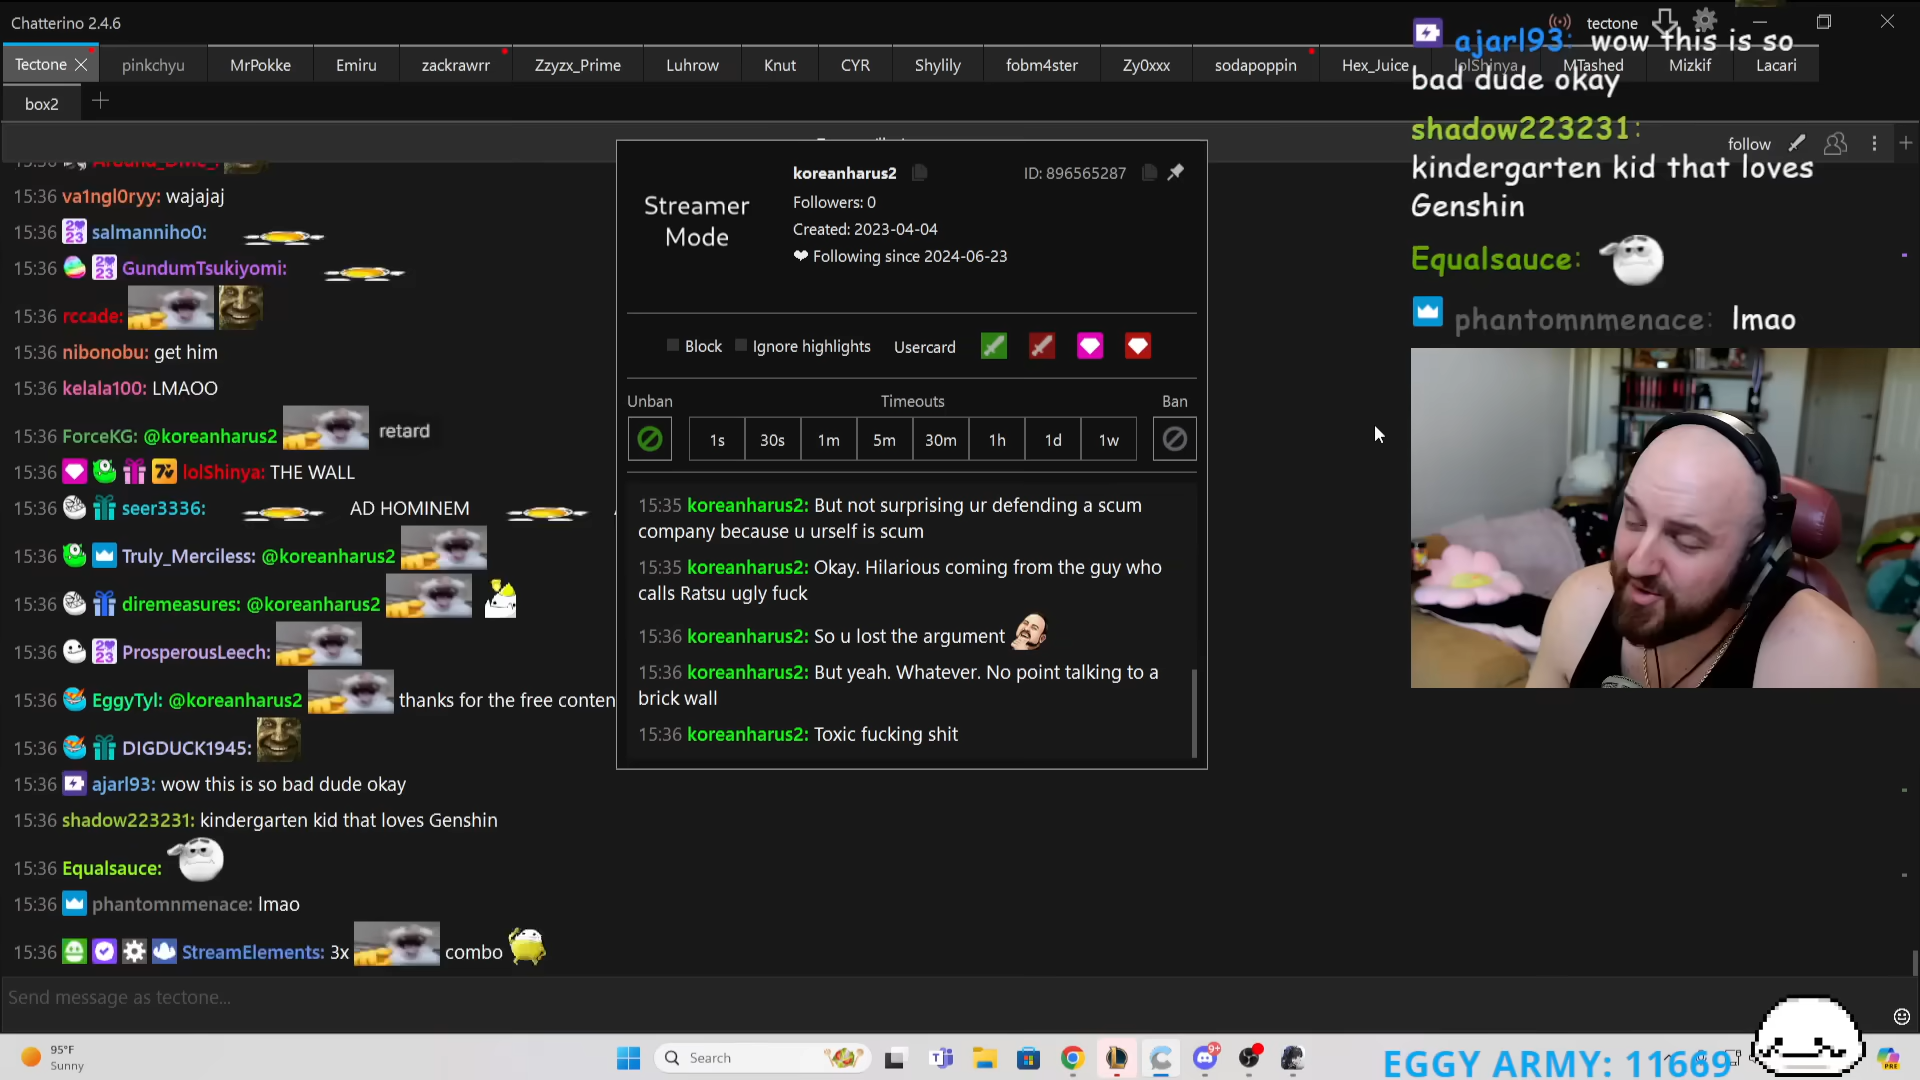 Chatterino 2.4.6
tectone
Tectone
pinkchyu
MrPokke
Emiru
zackrawrr
Zzyzx_Prime
Luhrow
Knut
CYR
Shylily
fobm4ster
Zy0xxx
sodapoppin
Hex_Juice
lolShinya
MTashed
Mizkif
Lacari
box2
follow
va1ngl0ryy: wajajaj
15:36 salmanniho0:
15:36 GundumTsukiyomi:
15:36 rccade:
15:36 nibonobu: get him
15:36 kelala100: LMAOO
15:36 ForceKG: @koreanharus2 retard
15:36 lolShinya: THE WALL
15:36 seer3336: AD HOMINEM
15:36 Truly_Merciless: @koreanharus2
15:36 diremeasures: @koreanharus2
15:36 ProsperousLeech:
15:36 EggyTyl: @koreanharus2 thanks for the free conten
15:36 DIGDUCK1945:
15:36 ajarl93: wow this is so bad dude okay
15:36 shadow223231: kindergarten kid that loves Genshin
15:36 Equalsauce:
15:36 phantomnmenace: lmao
15:36 StreamElements: 3x combo
Send message as tectone...
Streamer
Mode
koreanharus2
ID: 896565287
Followers: 0
Created: 2023-04-04
❤ Following since 2024-06-23
Block
Ignore highlights
Usercard
Unban
Timeouts
Ban
1s
30s
1m
5m
30m
1h
1d
1w
15:35 koreanharus2: But not surprising ur defending a scum
company because u urself is scum
15:35 koreanharus2: Okay. Hilarious coming from the guy who
calls Ratsu ugly fuck
15:36 koreanharus2: So u lost the argument
15:36 koreanharus2: But yeah. Whatever. No point talking to a
brick wall
15:36 koreanharus2: Toxic fucking shit
ajarl93: wow this is so
bad dude okay
shadow223231:
kindergarten kid that loves
Genshin
Equalsauce:
phantomnmenace: lmao
95°F
Sunny
Search
9+
EGGY ARMY: 11669
PRE